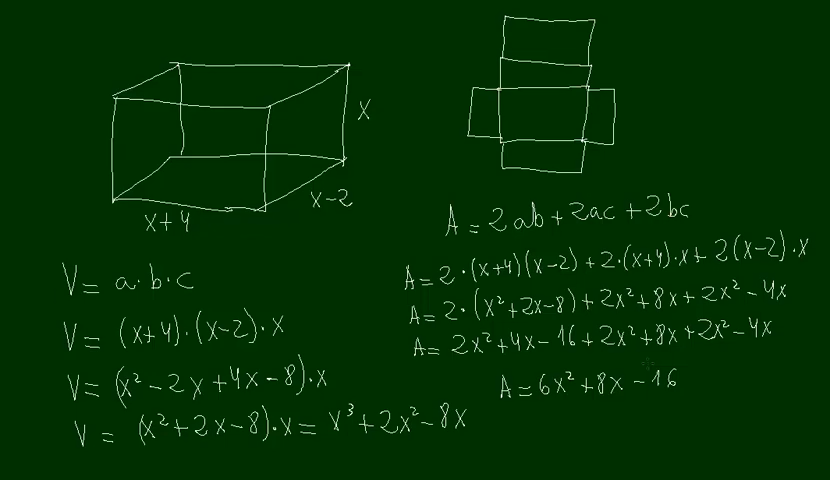 x
x-2
x+4
V = a·b·c
V = (x+4)·(x-2)·x
V = (x²-2x+4x-8)·x
V = (x²+2x-8)·x = x³+2x²-8x
A = 2ab+2ac+2bc
A = 2·(x+4)(x-2)+2·(x+4)·x+2(x-2)·x
A = 2·(x²+2x-8)+2x²+8x+2x²-4x
A = 2x²+4x-16+2x²+8x+2x²-4x
A = 6x²+8x-16